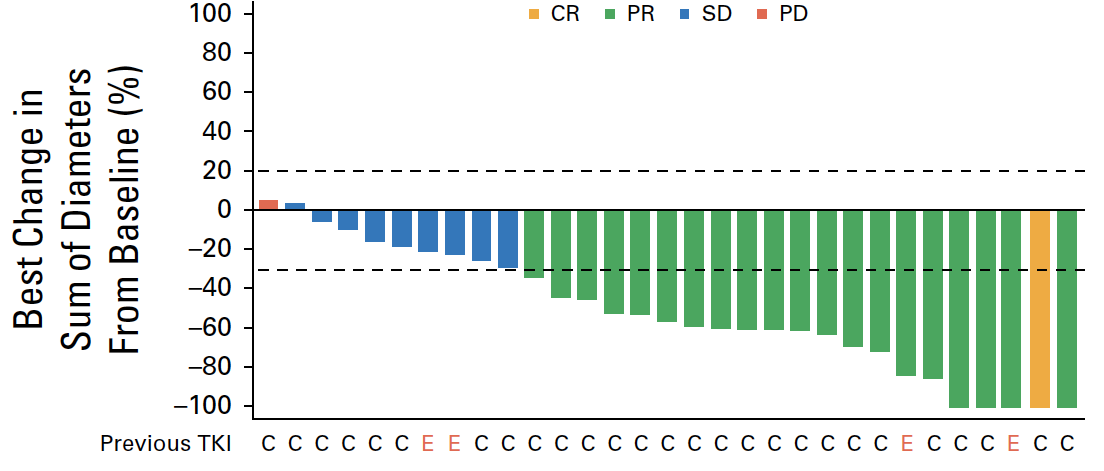 CR PR SD PD
Best Change in
Sum of Diameters
From Baseline (%)
100
80
60
40
20
0
−20
−40
−60
−80
−100
Previous TKI C C C C C C E E C C C C C C C C C C C C C C C C E C C C E C C